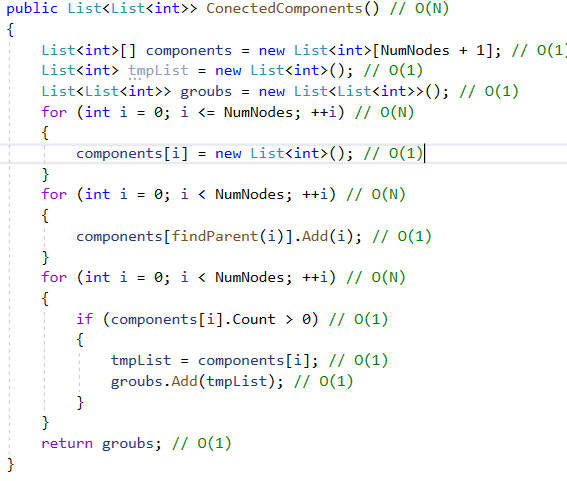 public List<List<int>> ConectedComponents() // O(N)
{
List<int>[] components = new List<int>[NumNodes + 1]; // O(1)
List<int> tmpList = new List<int>(); // O(1)
List<List<int>> groubs = new List<List<int>>(); // O(1)
for (int i = 0; i <= NumNodes; ++i) // O(N)
{
components[i] = new List<int>(); // O(1)
}
for (int i = 0; i < NumNodes; ++i) // O(N)
{
components[findParent(i)].Add(i); // O(1)
}
for (int i = 0; i < NumNodes; ++i) // O(N)
{
if (components[i].Count > 0) // O(1)
{
tmpList = components[i]; // O(1)
groubs.Add(tmpList); // O(1)
}
}
return groubs; // O(1)
}